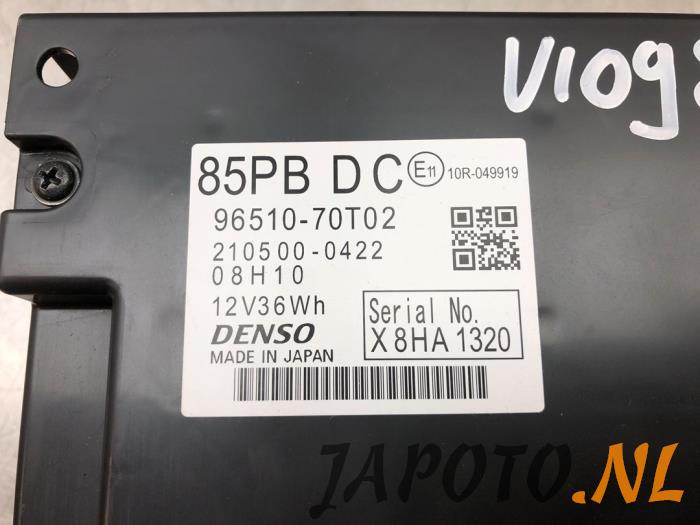 V109
85PB DC E11 10R-049919
96510-70T02
210500-0422
08H10
12V36Wh
DENSO
MADE IN JAPAN
Serial No.
X 8HA 1320
JAPOTO.NL